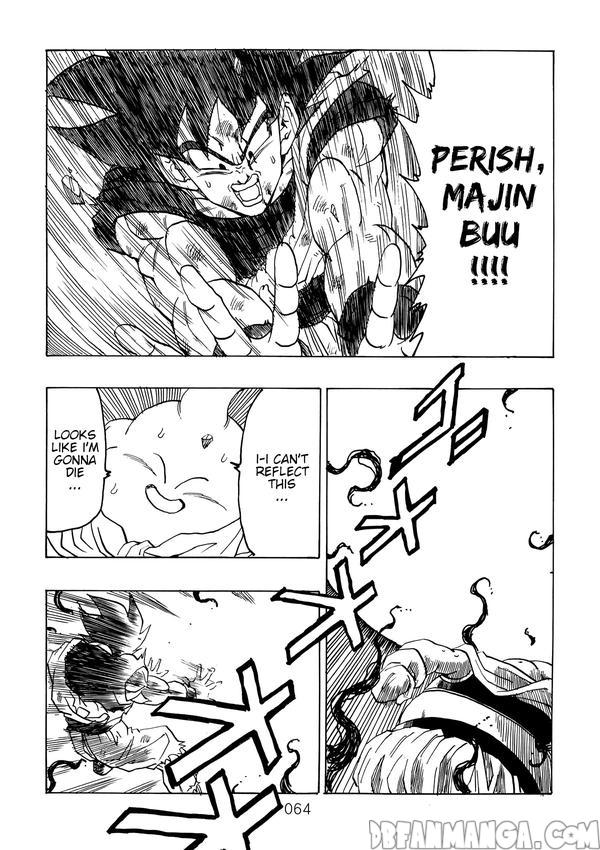 PERISH,
MAJIN
BUU
!!!!
I-I CAN'T
REFLECT
THIS
...
LOOKS
LIKE I'M
GONNA
DIE
...
064
DBFANMANGA.COM